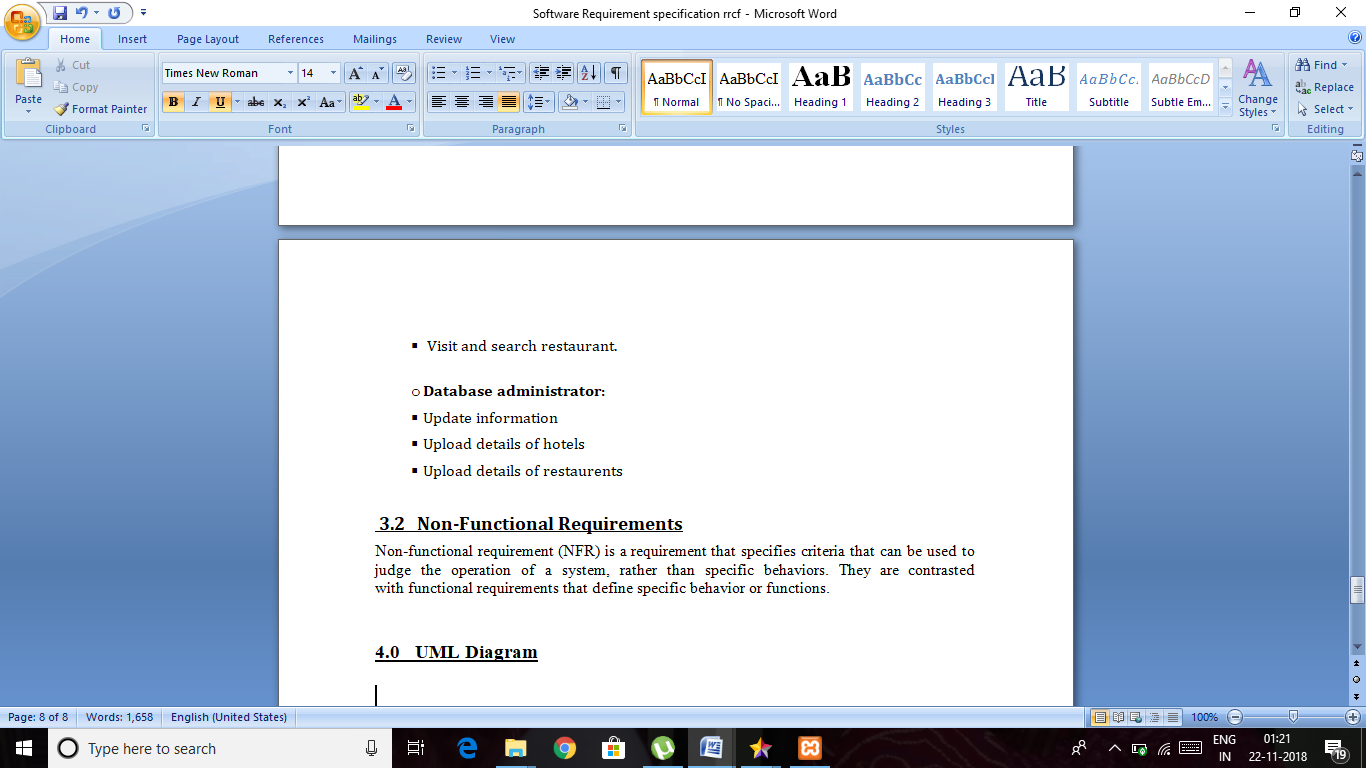 Software Requirement specification rrcf - Microsoft Word
Home Insert Page Layout References Mailings Review View
Paste
Cut
Copy
Format Painter
Clipboard
Times New Roman 14
B I U abc x₂ x² Aa
Font
Paragraph
AaBbCcI AaBbCcI AaB AaBbCc AaBbCcI AaB AaBbCc. AaBbCcD
¶ Normal ¶ No Spaci... Heading 1 Heading 2 Heading 3 Title Subtitle Subtle Em...
Change Styles
Styles
Find
Replace
Select
Editing
▪ Visit and search restaurant.
o Database administrator:
▪ Update information
▪ Upload details of hotels
▪ Upload details of restaurents
3.2 Non-Functional Requirements
Non-functional requirement (NFR) is a requirement that specifies criteria that can be used to
judge the operation of a system, rather than specific behaviors. They are contrasted
with functional requirements that define specific behavior or functions.
4.0 UML Diagram
Page: 8 of 8 Words: 1,658 English (United States) 100%
Type here to search
ENG 01:21
IN 22-11-2018 19